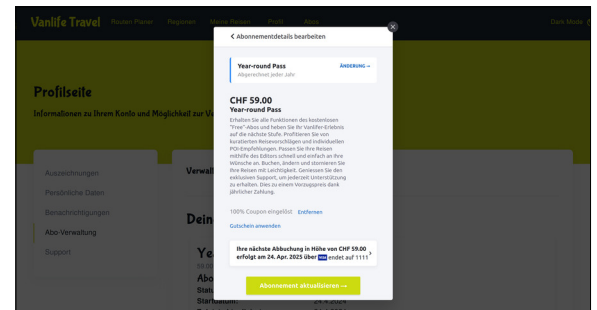 Vanlife Travel Routen Planer Regionen Meine Reisen Profil Abos Dark Mode
Abonnementdetails bearbeiten
Year-round Pass ÄNDERUNG →
Abgerechnet jeder Jahr
Profilseite
CHF 59.00
Year-round Pass
Informationen zu Ihrem Konto und Möglichkeit zur
Erhalten Sie alle Funktionen des kostenlosen
"Free"-Abos und heben Sie Ihr Vanlifer-Erlebnis
auf die nächste Stufe. Profitieren Sie von
kuratierten Reisevorschlägen und individuellen
POI-Empfehlungen. Passen Sie Ihre Reisen
mithilfe des Editors schnell und einfach an Ihre
Wünsche an. Buchen, ändern und stornieren Sie
Ihre Reisen mit Leichtigkeit. Geniessen Sie den
exklusiven Support, um jederzeit Unterstützung
zu erhalten. Dies zu einem Vorzugspreis dank
jährlicher Zahlung.
Auszeichnungen
Persönliche Daten
Benachrichtigungen
Abo-Verwaltung
Support
Verwal
100% Coupon eingelöst Entfernen
Dein
Gutschein anwenden
Ihre nächste Abbuchung in Höhe von CHF 59.00
erfolgt am 24. Apr. 2025 über VISA endet auf 1111
Ye
59.00
Abo
Statu
Startdatum: 24.4.2024
Abonnement aktualisieren →